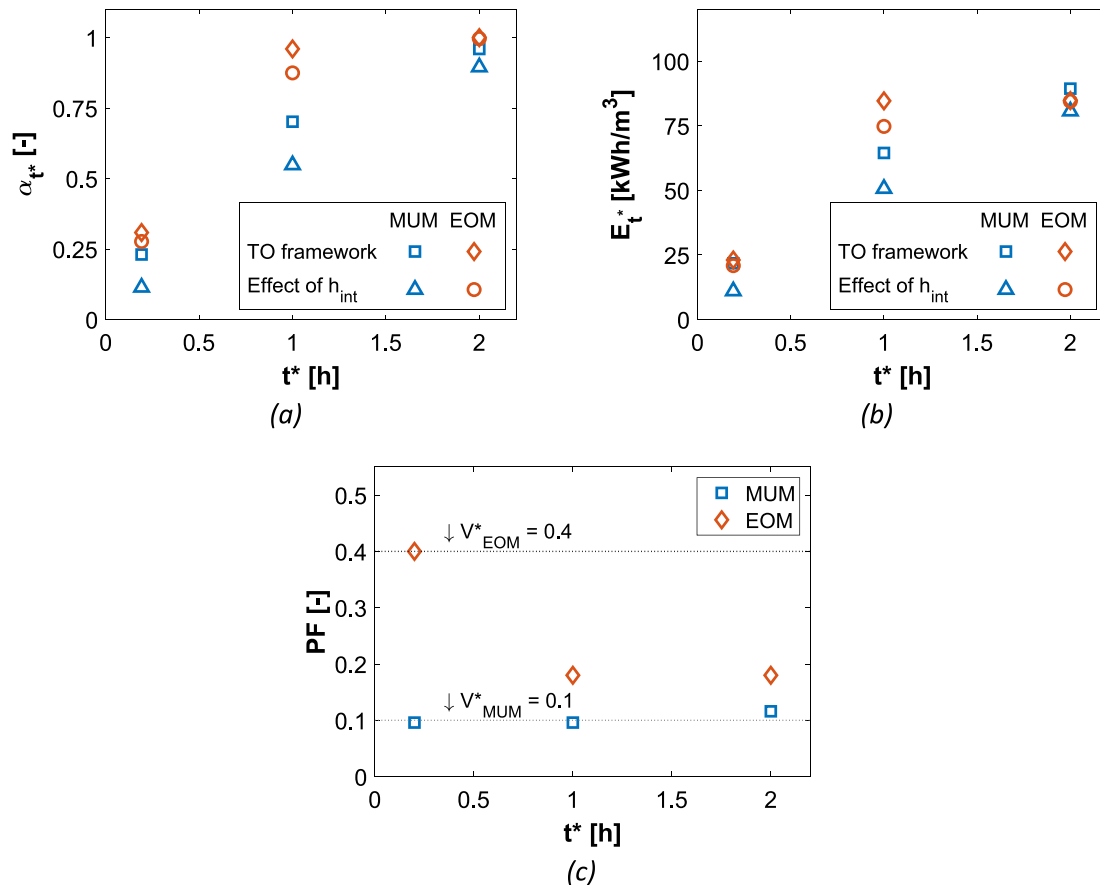 1
0.75
0.5
0.25
0
α_t* [-]
MUM EOM
TO framework
Effect of h_int
0 0.5 1 1.5 2
t* [h]
(a)
100
75
50
25
0
E_t* [kWh/m³]
MUM EOM
TO framework
Effect of h_int
0 0.5 1 1.5 2
t* [h]
(b)
0.5
0.4
0.3
0.2
0.1
0
PF [-]
MUM
EOM
↓ V*_EOM = 0.4
↓ V*_MUM = 0.1
0 0.5 1 1.5 2
t* [h]
(c)